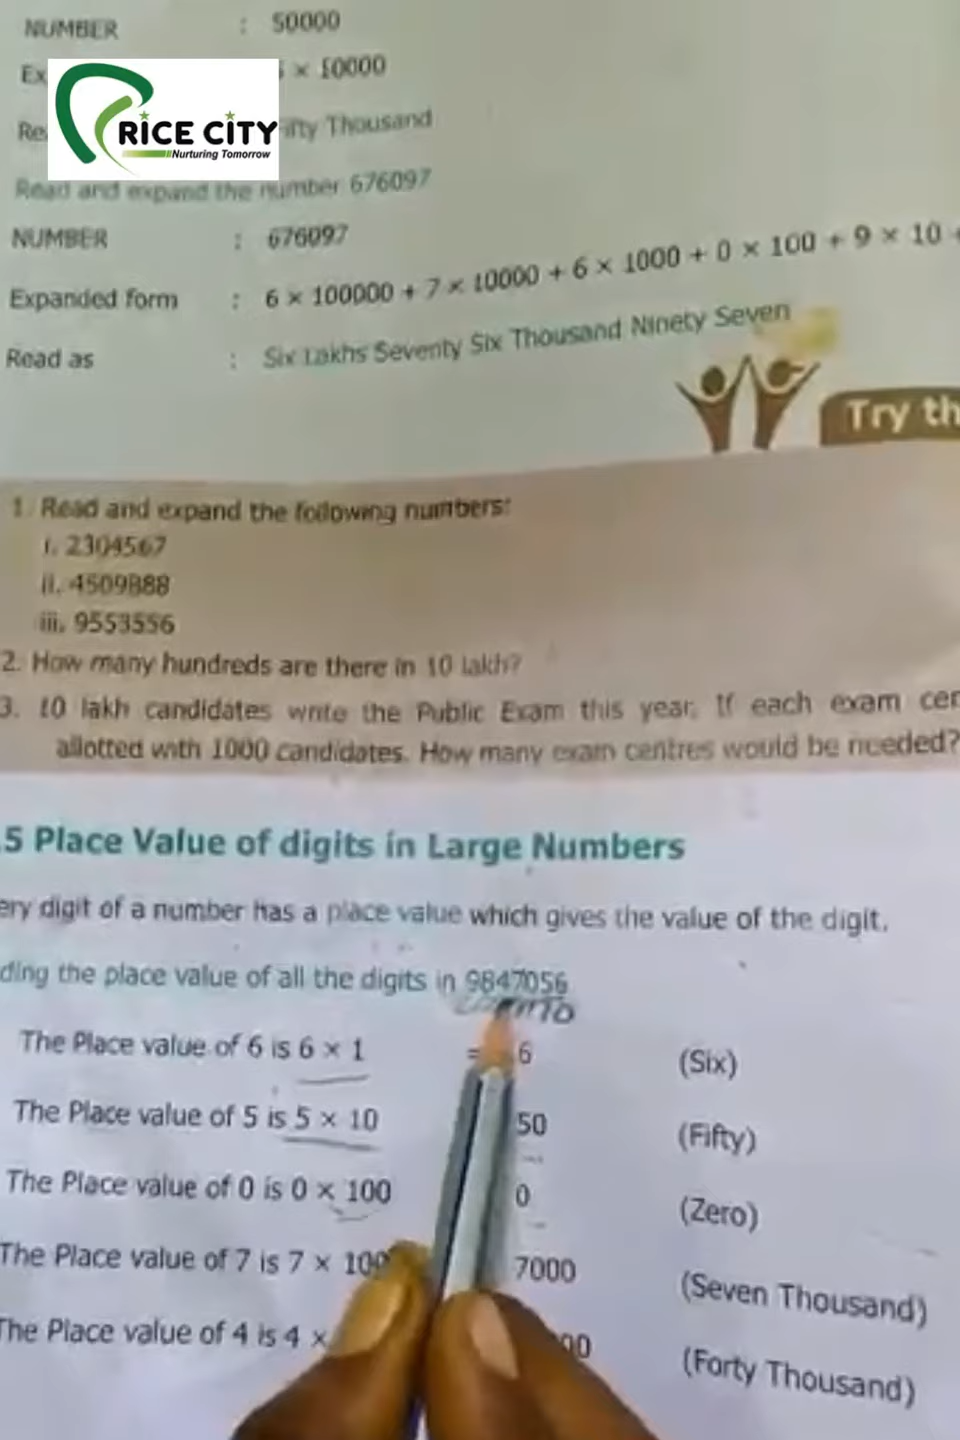 NUMBER : 50000
Ex × 10000
RICE CITY
Nurturing Tomorrow
Re Fifty Thousand
Read and expand the number 676097
NUMBER : 676097
Expanded form : 6 × 100000 + 7 × 10000 + 6 × 1000 + 0 × 100 + 9 × 10
Read as : Six Lakhs Seventy Six Thousand Ninety Seven
Try th
1. Read and expand the following numbers:
i. 2304567
ii. 4509888
iii. 9553556
2. How many hundreds are there in 10 lakh?
3. 10 lakh candidates write the Public Exam this year. If each exam cen
allotted with 1000 candidates. How many exam centres would be needed?
.5 Place Value of digits in Large Numbers
ery digit of a number has a place value which gives the value of the digit.
ding the place value of all the digits in 9847056
The Place value of 6 is 6 × 1 = 6 (Six)
The Place value of 5 is 5 × 10 50 (Fifty)
The Place value of 0 is 0 × 100 0 (Zero)
The Place value of 7 is 7 × 100 7000 (Seven Thousand)
The Place value of 4 is 4 × 00 (Forty Thousand)